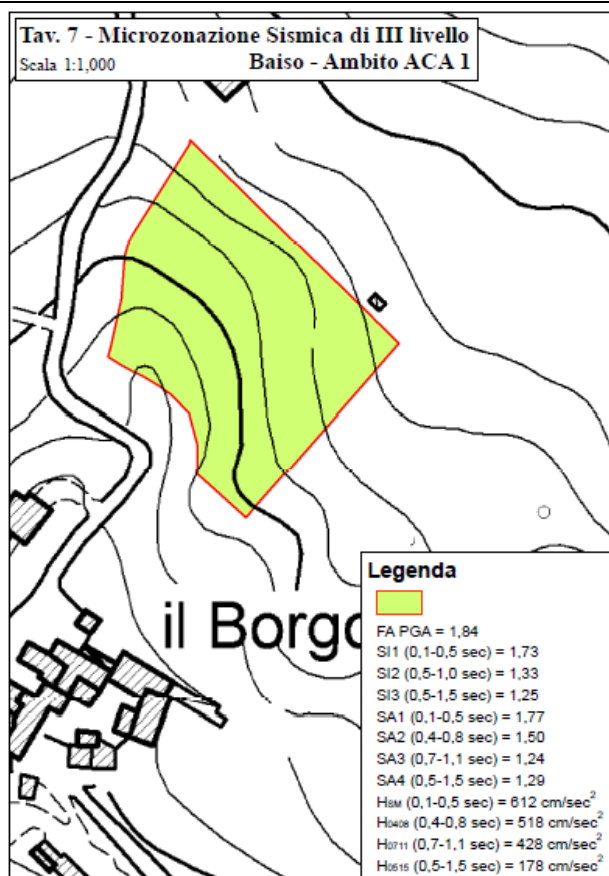 Tav. 7 - Microzonazione Sismica di III livello
Scala 1:1,000 Baiso - Ambito ACA 1
il Borgo
Legenda
FA PGA = 1,84
SI1 (0,1-0,5 sec) = 1,73
SI2 (0,5-1,0 sec) = 1,33
SI3 (0,5-1,5 sec) = 1,25
SA1 (0,1-0,5 sec) = 1,77
SA2 (0,4-0,8 sec) = 1,50
SA3 (0,7-1,1 sec) = 1,24
SA4 (0,5-1,5 sec) = 1,29
HSM (0,1-0,5 sec) = 612 cm/sec²
H0408 (0,4-0,8 sec) = 518 cm/sec²
H0711 (0,7-1,1 sec) = 428 cm/sec²
H0515 (0,5-1,5 sec) = 178 cm/sec²